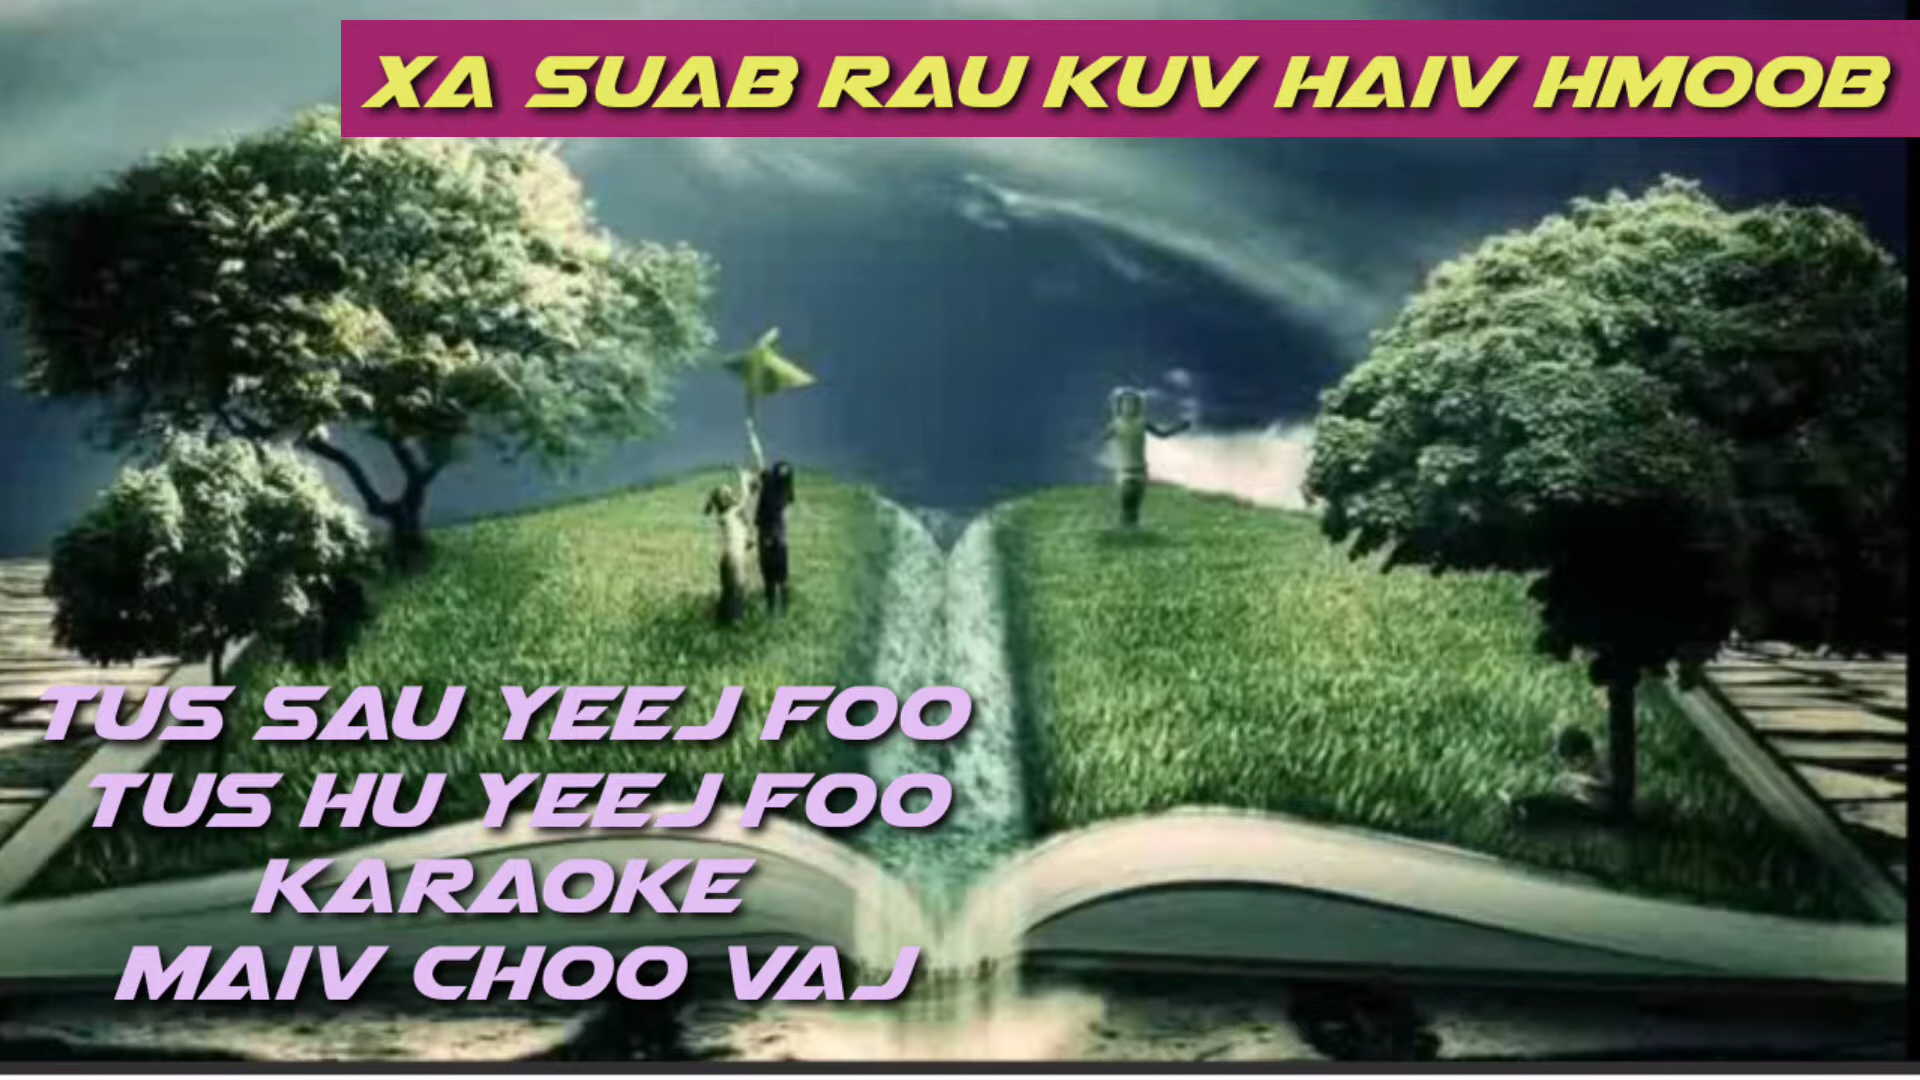 XA SUAB RAU KUV HAIV HMOOB
TUS SAU YEEJ FOO
TUS HU YEEJ FOO
KARAOKE
MAIV CHOO VAJ